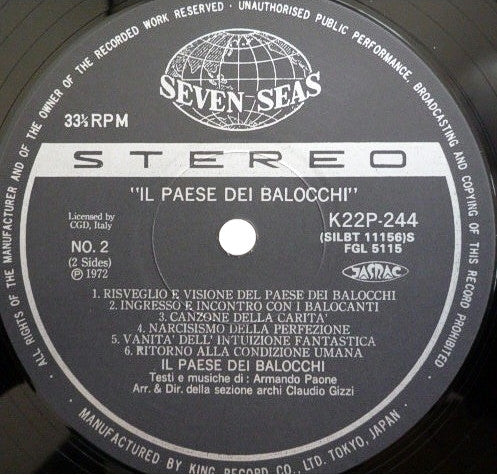 ALL RIGHTS OF THE MANUFACTURER AND OF THE OWNER OF THE RECORDED WORK RESERVED · UNAUTHORISED PUBLIC PERFORMANCE, BROADCASTING AND COPYING OF THIS RECORD PROHIBITED.
SEVEN-SEAS
33⅓ RPM
STEREO
"IL PAESE DEI BALOCCHI"
Licensed by
CGD, Italy
K22P-244
(SILBT 11156)S
FGL 5115
NO. 2
(2 Sides)
Ⓟ 1972
JASRAC
1. RISVEGLIO E VISIONE DEL PAESE DEI BALOCCHI
2. INGRESSO E INCONTRO CON I BALOCANTI
3. CANZONE DELLA CARITA'
4. NARCISISMO DELLA PERFEZIONE
5. VANITA' DELL'INTUIZIONE FANTASTICA
6. RITORNO ALLA CONDIZIONE UMANA
IL PAESE DEI BALOCCHI
Testi e musiche di: Armando Paone
Arr. & Dir. della sezione archi Claudio Gizzi
MANUFACTURED BY KING RECORD CO., LTD. TOKYO, JAPAN